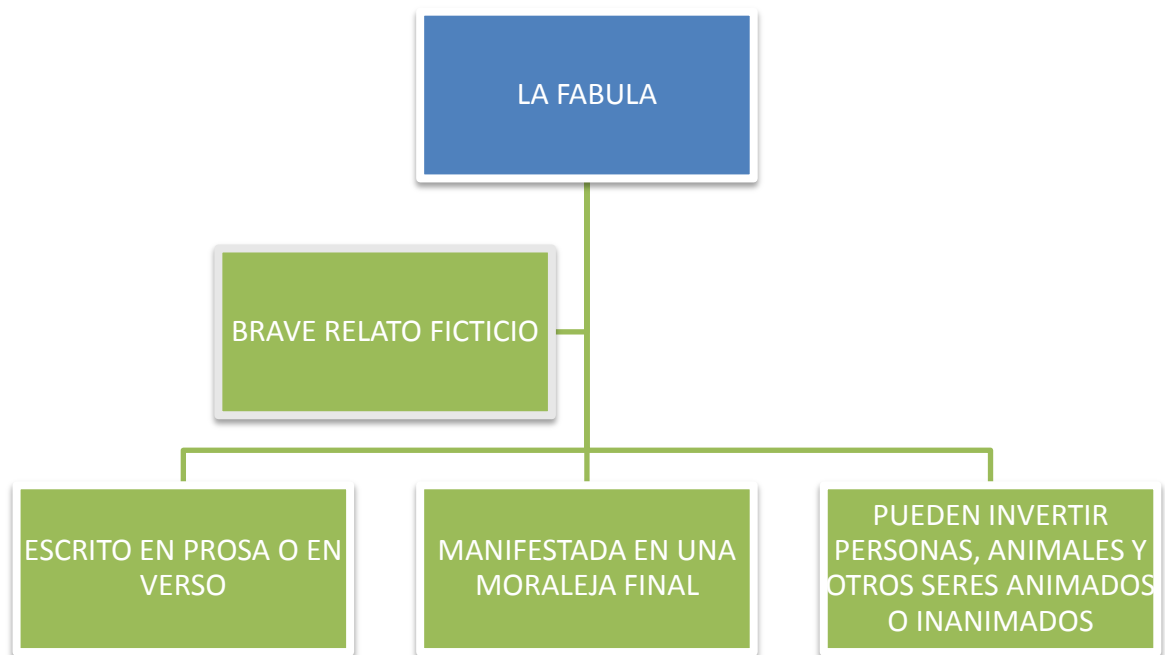 LA FABULA
BRAVE RELATO FICTICIO
ESCRITO EN PROSA O EN
VERSO
MANIFESTADA EN UNA
MORALEJA FINAL
PUEDEN INVERTIR
PERSONAS, ANIMALES Y
OTROS SERES ANIMADOS
O INANIMADOS